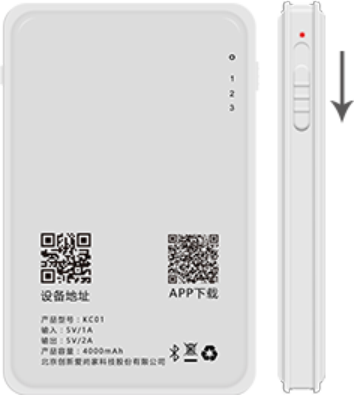 0
1
2
3
设备地址
APP下载
产品型号：KC01
输入：5V/1A
输出：5V/2A
产品容量：4000mAh
北京创新爱尚家科技股份有限公司